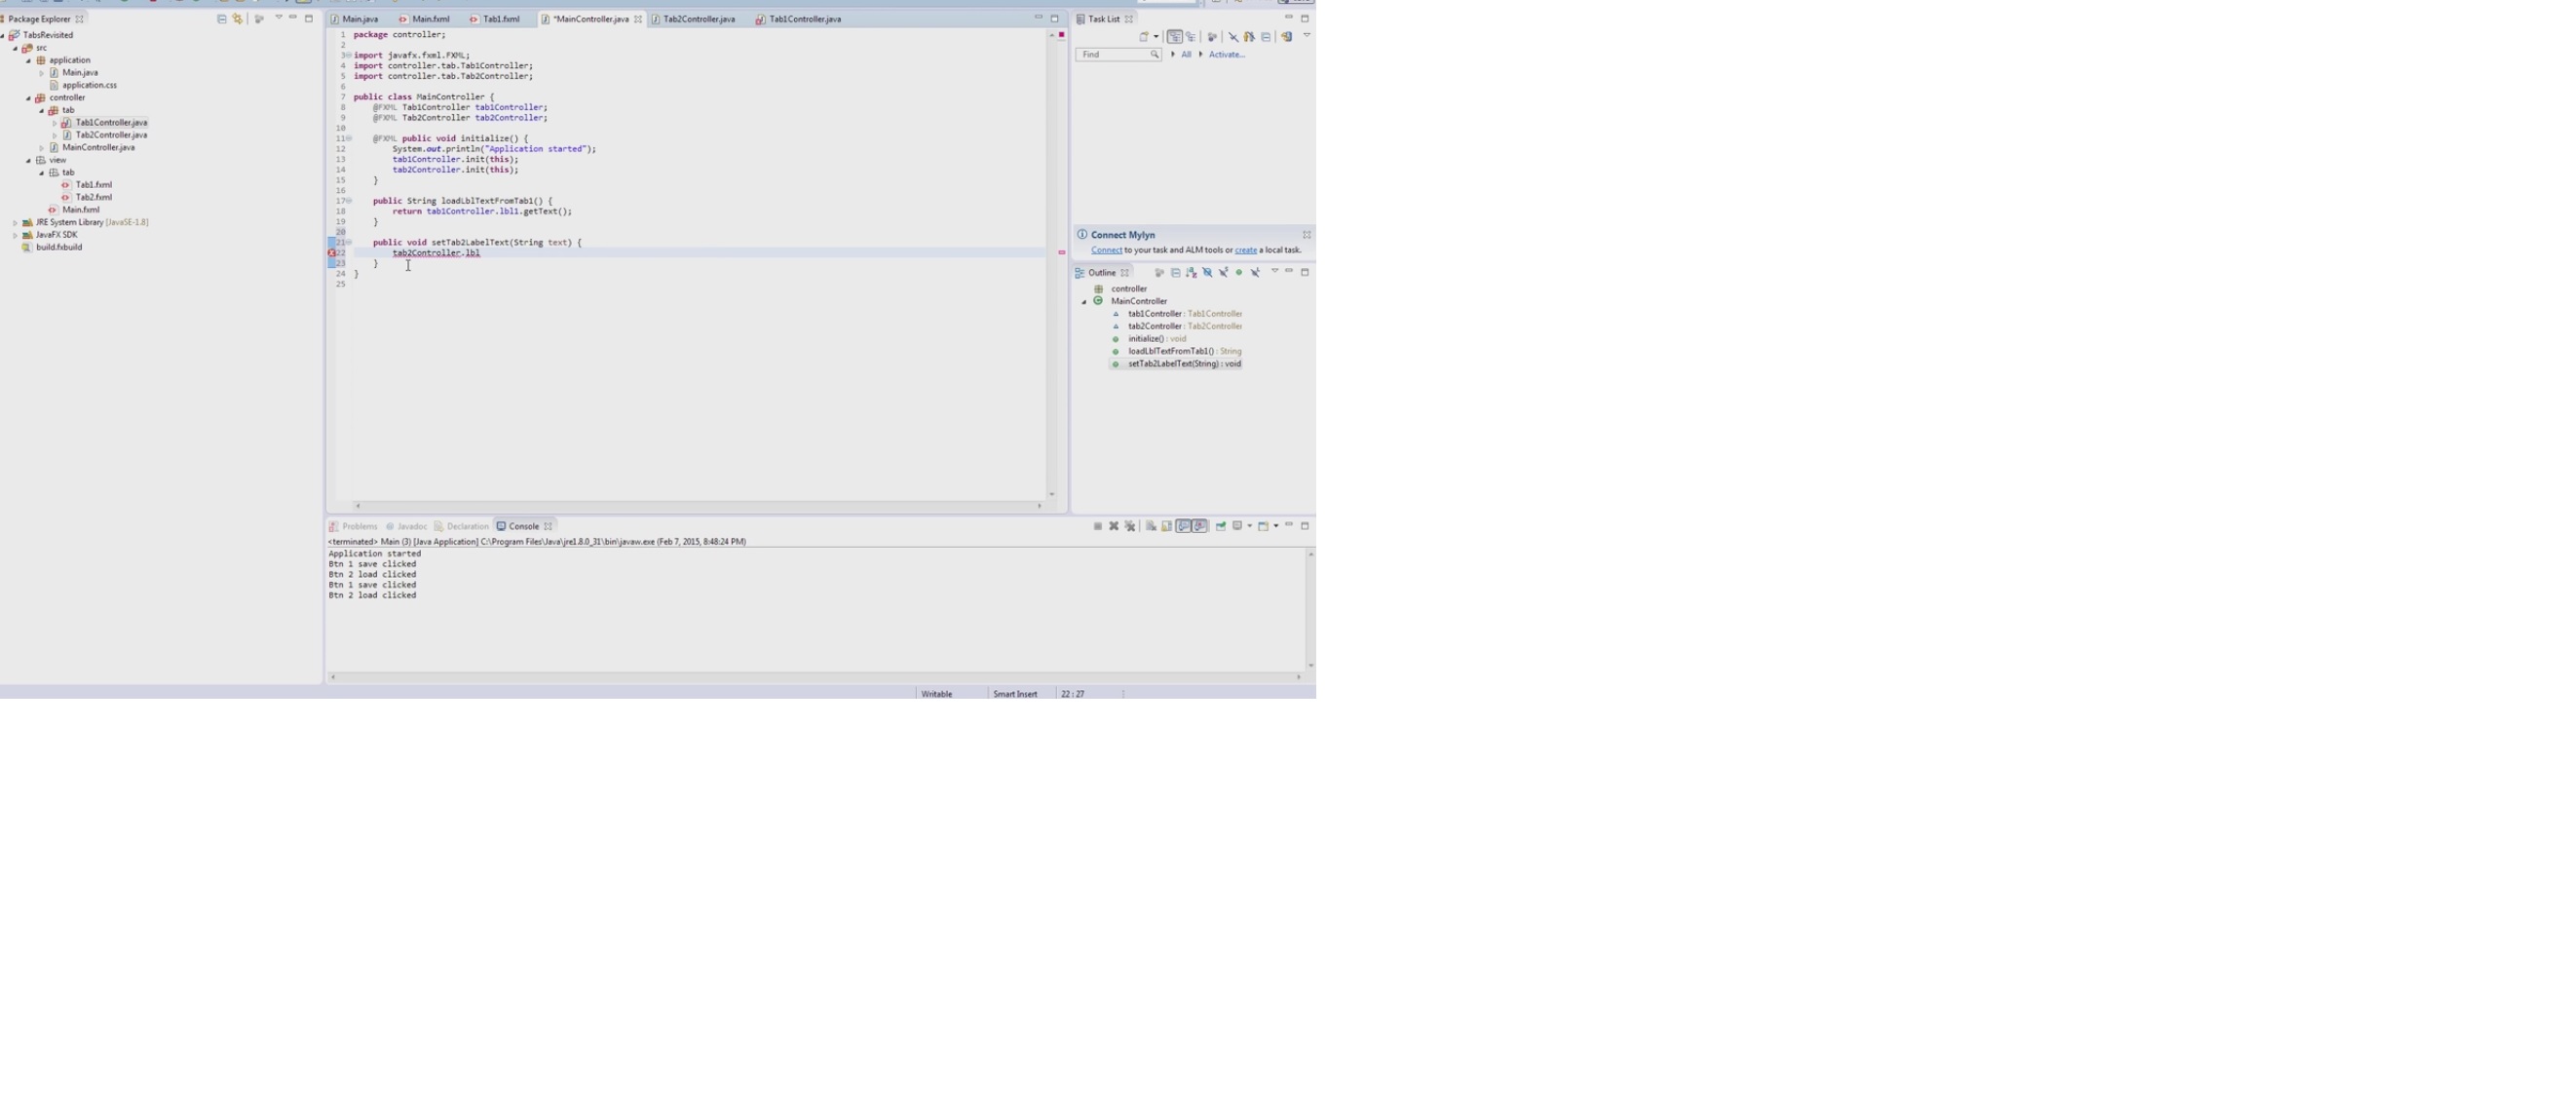 Package Explorer
TabsRevisited
src
application
Main.java
application.css
controller
tab
Tab1Controller.java
Tab2Controller.java
MainController.java
view
tab
Tab1.fxml
Tab2.fxml
Main.fxml
JRE System Library [JavaSE-1.8]
JavaFX SDK
build.fxbuild
Main.java Main.fxml Tab1.fxml *MainController.java Tab2Controller.java Tab1Controller.java
1 package controller;
2
3 import javafx.fxml.FXML;
4 import controller.tab.Tab1Controller;
5 import controller.tab.Tab2Controller;
6
7 public class MainController {
8 @FXML Tab1Controller tab1Controller;
9 @FXML Tab2Controller tab2Controller;
10
11 @FXML public void initialize() {
12 System.out.println("Application started");
13 tab1Controller.init(this);
14 tab2Controller.init(this);
15 }
16
17 public String loadLblTextFromTab1() {
18 return tab1Controller.lbl1.getText();
19 }
20
21 public void setTab2LabelText(String text) {
22 tab2Controller.lbl
23 }
24 }
25
Task List
Find All Activate...
Connect Mylyn
Connect to your task and ALM tools or create a local task.
Outline
controller
MainController
tab1Controller : Tab1Controller
tab2Controller : Tab2Controller
initialize() : void
loadLblTextFromTab1() : String
setTab2LabelText(String) : void
Problems Javadoc Declaration Console
<terminated> Main (3) [Java Application] C:\Program Files\Java\jre1.8.0_31\bin\javaw.exe (Feb 7, 2015, 8:48:24 PM)
Application started
Btn 1 save clicked
Btn 2 load clicked
Btn 1 save clicked
Btn 2 load clicked
Writable Smart Insert 22 : 27